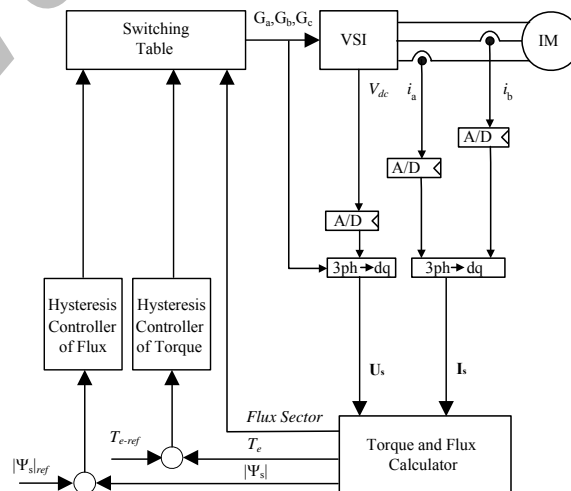 Switching
Table
G_a,G_b,G_c
VSI
IM
V_dc
i_a
i_b
A/D
A/D
A/D
3ph→dq
3ph→dq
Hysteresis
Controller
of Flux
Hysteresis
Controller
of Torque
U_s
I_s
Flux Sector
T_e-ref
T_e
|Ψ_s|_ref
|Ψ_s|
Torque and Flux
Calculator